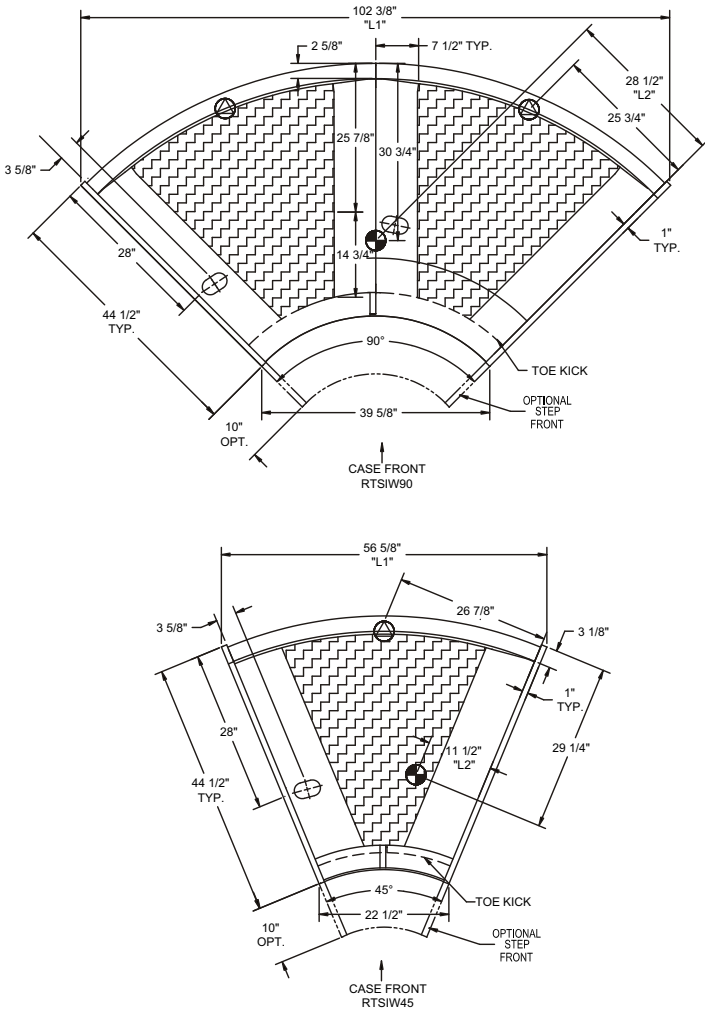 102 3/8"
"L1"
2 5/8"
7 1/2" TYP.
28 1/2"
"L2"
25 3/4"
25 7/8"
30 3/4"
3 5/8"
28"
14 3/4"
1"
TYP.
44 1/2"
TYP.
90°
TOE KICK
OPTIONAL
STEP
FRONT
39 5/8"
10"
OPT.
CASE FRONT
RTSIW90
56 5/8"
"L1"
26 7/8"
3 5/8"
3 1/8"
1"
TYP.
28"
11 1/2"
"L2"
29 1/4"
44 1/2"
TYP.
45°
TOE KICK
22 1/2"
10"
OPT.
OPTIONAL
STEP
FRONT
CASE FRONT
RTSIW45